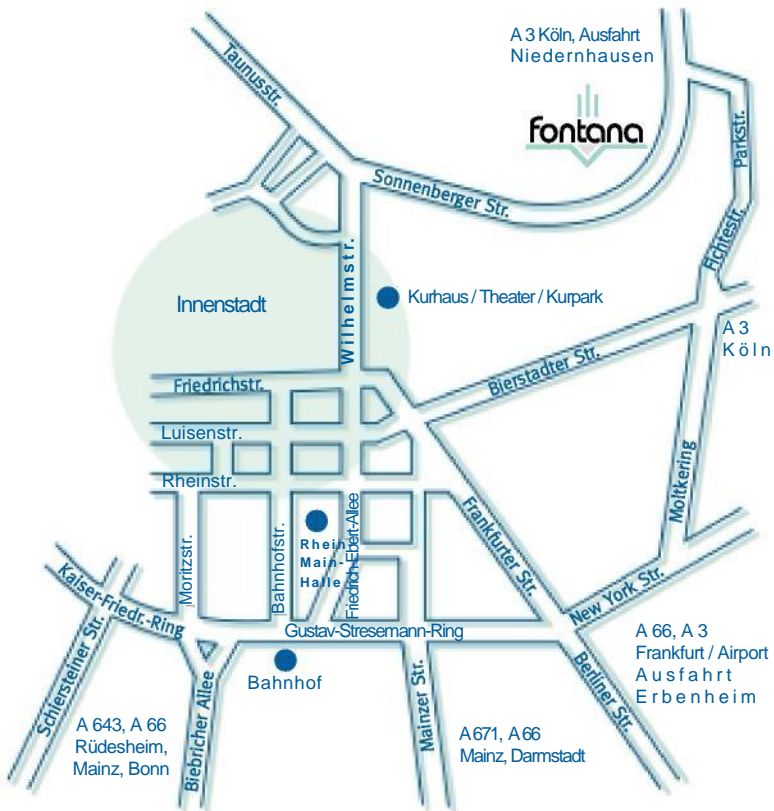 A 3 Köln, Ausfahrt
Niedernhausen
fontana
Taunusstr.
Parkstr.
Sonnenberger Str.
Fichtestr.
Wilhelmstr.
Innenstadt
Kurhaus / Theater / Kurpark
A 3
Köln
Bierstadter Str.
Friedrichstr.
Luisenstr.
Rheinstr.
Moltkering
Frankfurter Str.
Friedrich-Ebert-Allee
Rhein-
Main-
Halle
Bahnhofstr.
Moritzstr.
Kaiser-Friedr.-Ring
New York Str.
Schiersteiner Str.
Gustav-Stresemann-Ring
A 66, A 3
Frankfurt / Airport
Ausfahrt
Erbenheim
Bahnhof
Biebricher Allee
Mainzer Str.
Berliner Str.
A 643, A 66
Rüdesheim,
Mainz, Bonn
A671, A 66
Mainz, Darmstadt